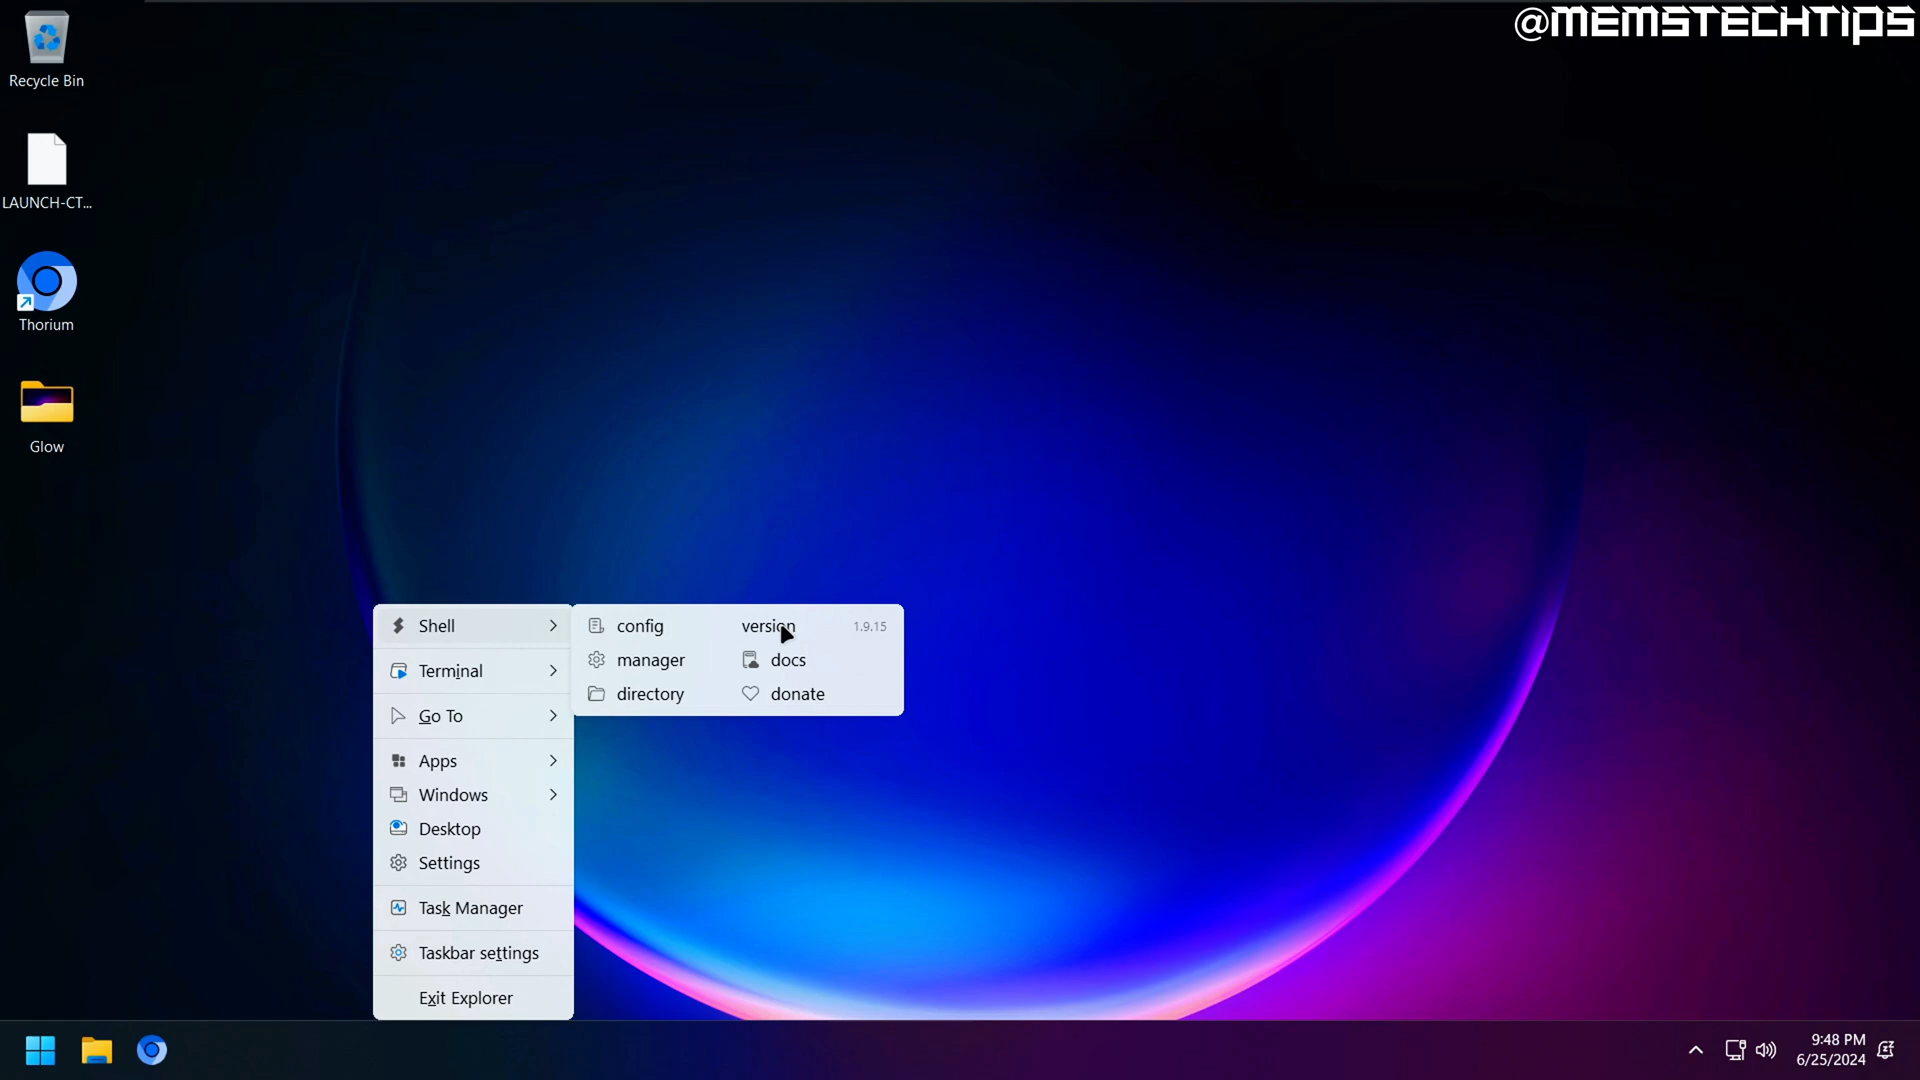 @MEMSTECHTIPS
Recycle Bin
LAUNCH-CT...
Thorium
Glow
Shell
Terminal
Go To
Apps
Windows
Desktop
Settings
Task Manager
Taskbar settings
Exit Explorer
config
manager
directory
version 1.9.15
docs
donate
9:48 PM
6/25/2024